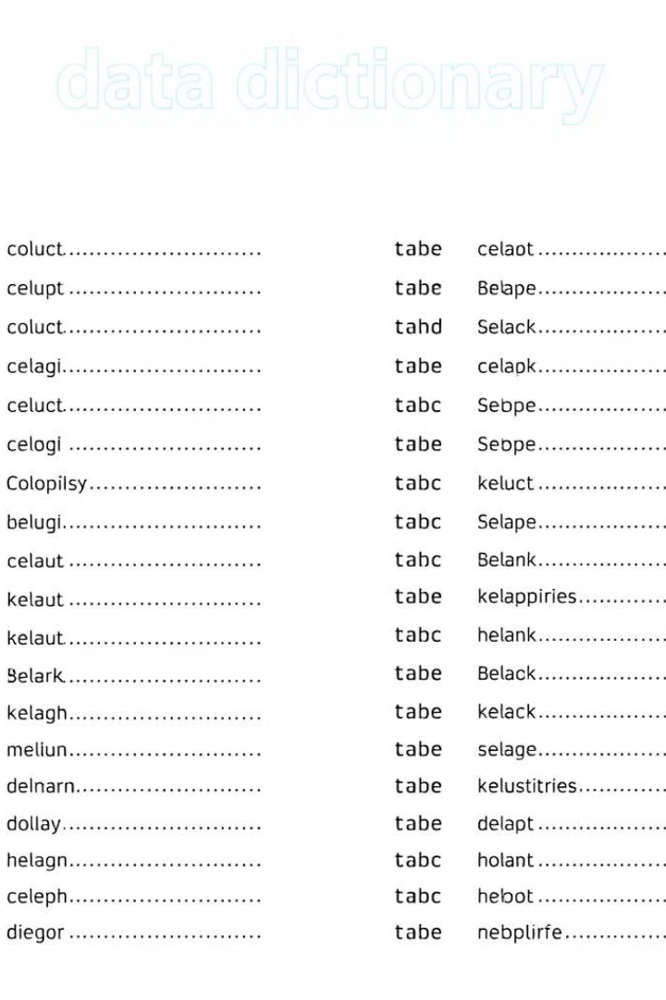 data dictionary
coluct............................ tabe celaot...................
celupt............................ tabe Belape...................
coluct............................ tahd Selack...................
celagi............................ tabe celapk...................
celuct............................ tabc Sebpe...................
celogi............................ tabe Sebpe...................
Colopilsy......................... tabc keluct...................
belugi............................ tabc Selape...................
celaut............................ tabc Belank...................
kelaut............................ tabe kelappiries.............
kelaut............................ tabc helank...................
Belark............................ tabe Belack...................
kelagh............................ tabe kelack...................
meliun............................ tabe selage...................
delnarn........................... tabe kelustitries.............
dollay............................ tabe delapt...................
helagn............................ tabc holant...................
celeph............................ tabc hebot...................
diegor............................ tabe nebplirfe...............